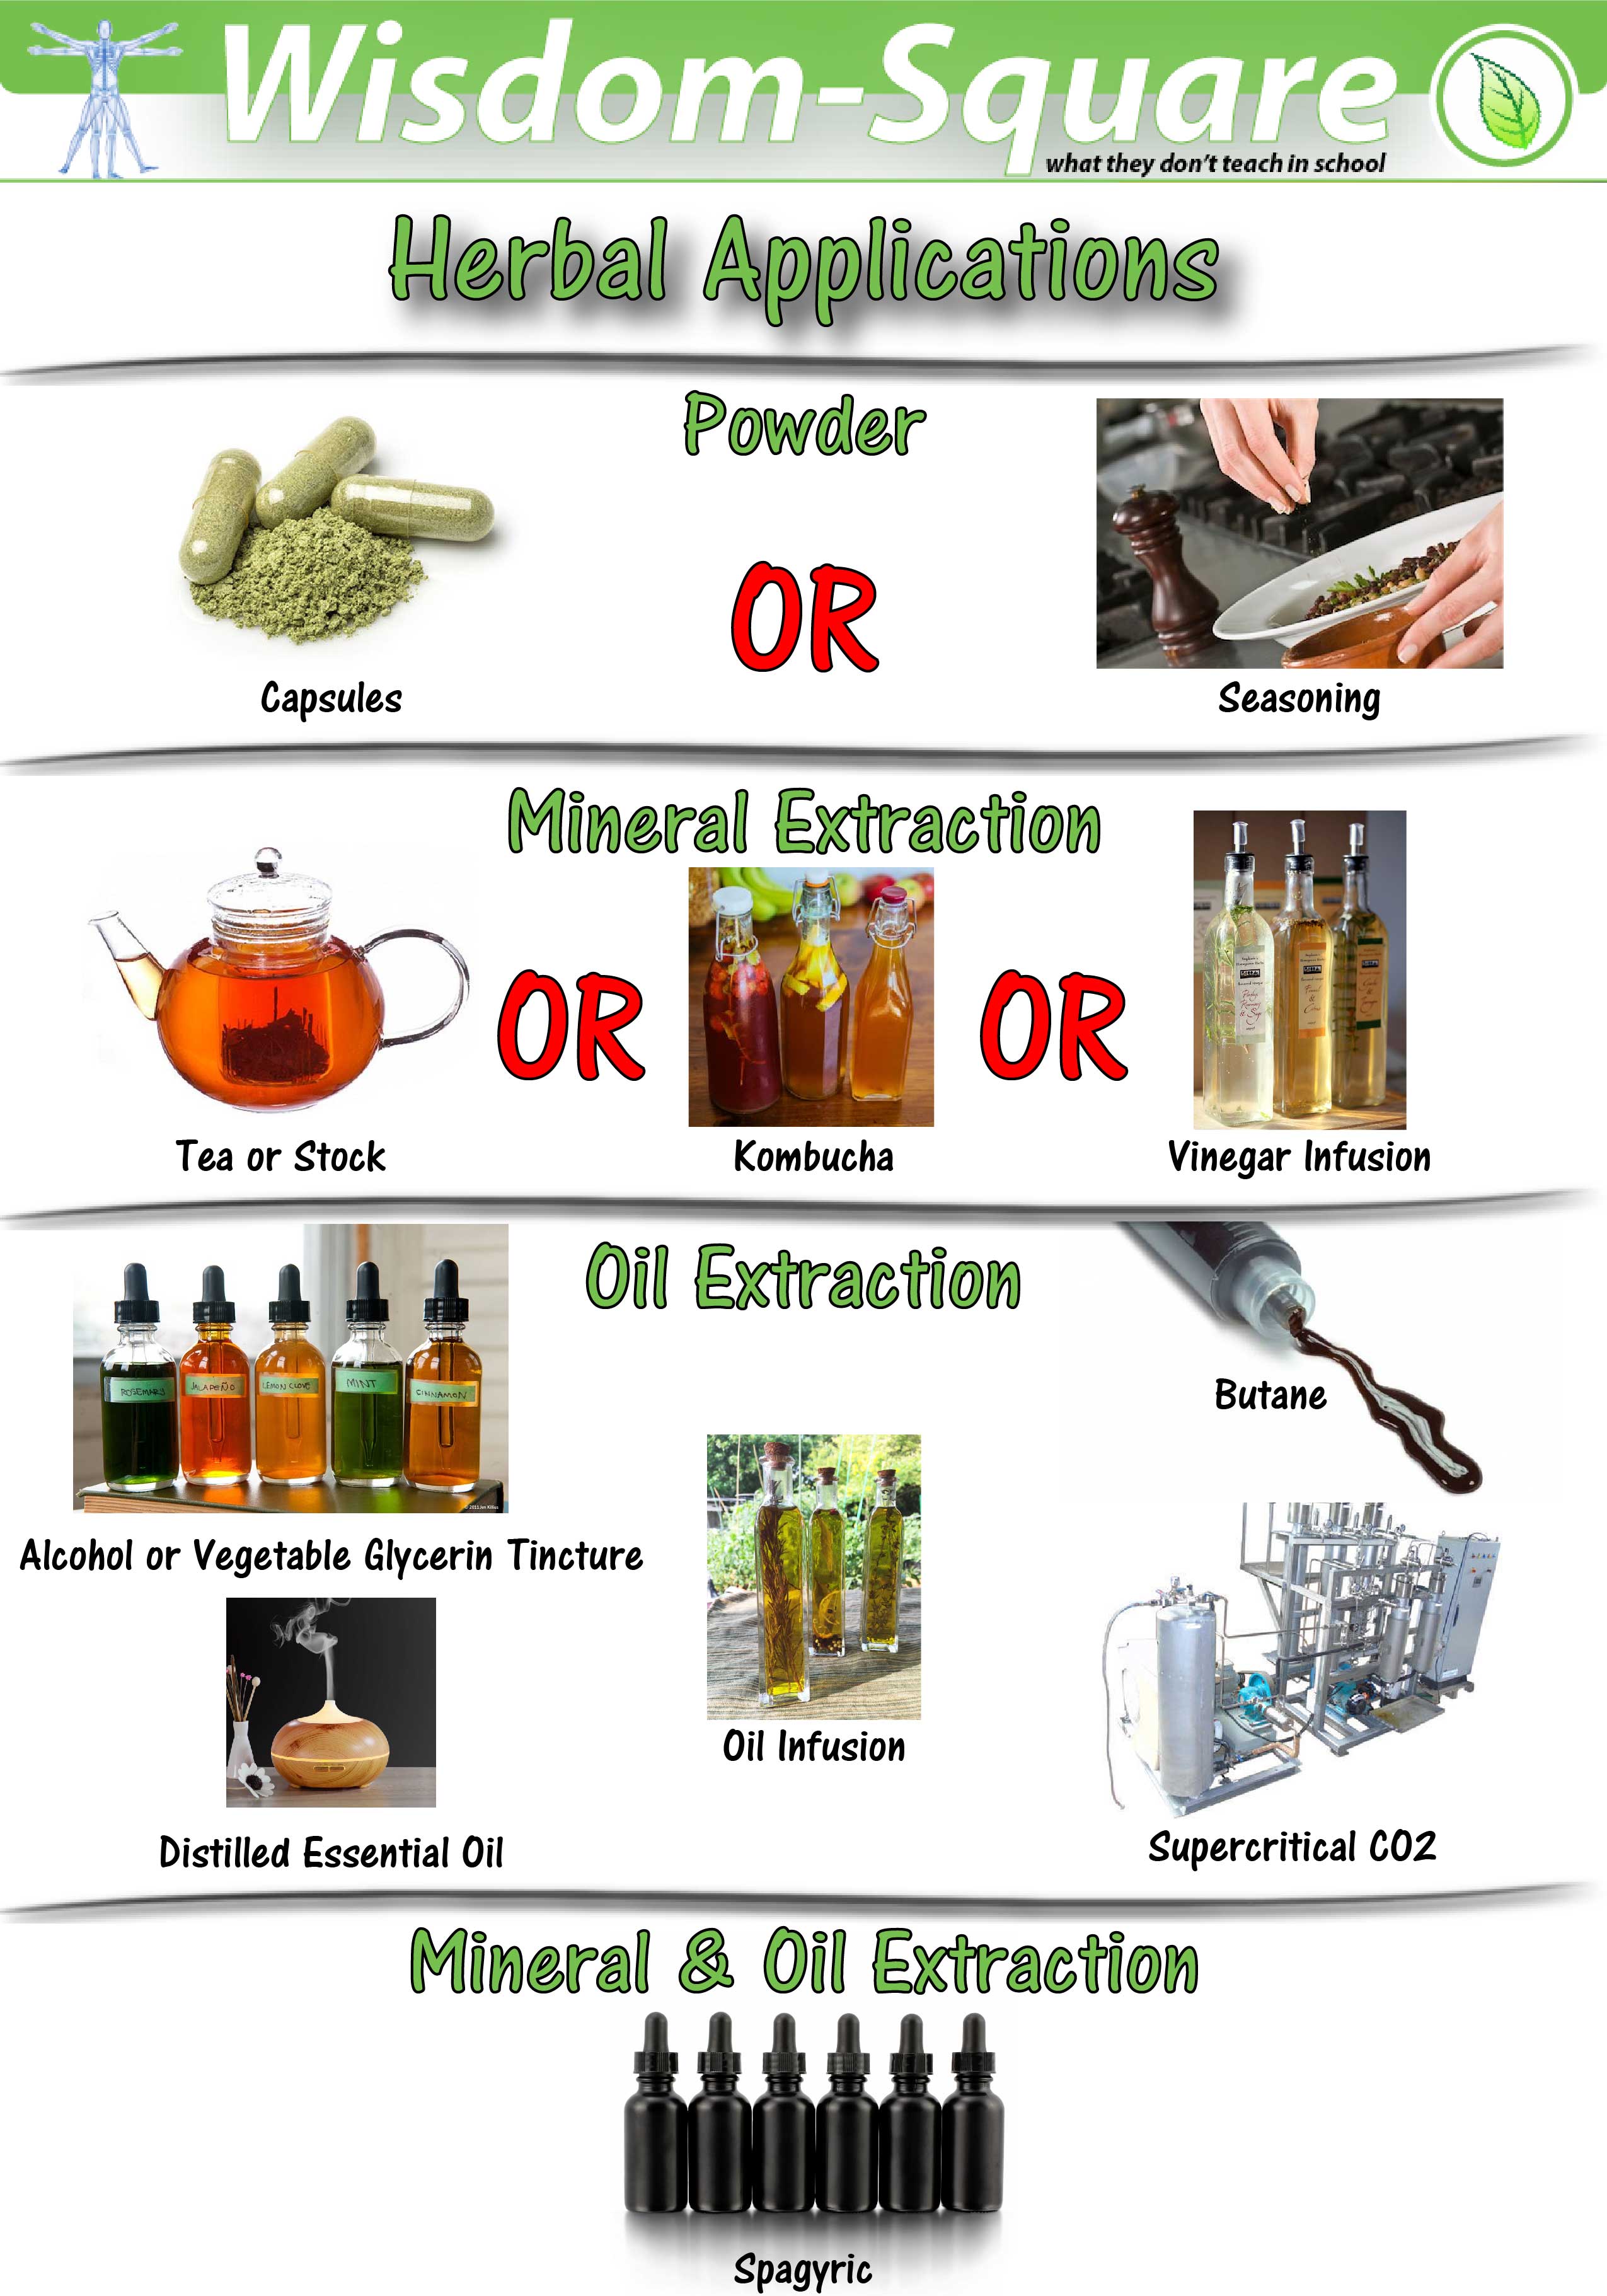 Wisdom-Square
what they don't teach in school
Herbal Applications
Powder
OR
Capsules
Seasoning
Mineral Extraction
OR
OR
Tea or Stock
Kombucha
Vinegar Infusion
Oil Extraction
ROSEMARY
JALAPEÑO
LEMON CLOVE
MINT
CINNAMON
Butane
Alcohol or Vegetable Glycerin Tincture
Oil Infusion
Distilled Essential Oil
Supercritical CO2
Mineral & Oil Extraction
Spagyric